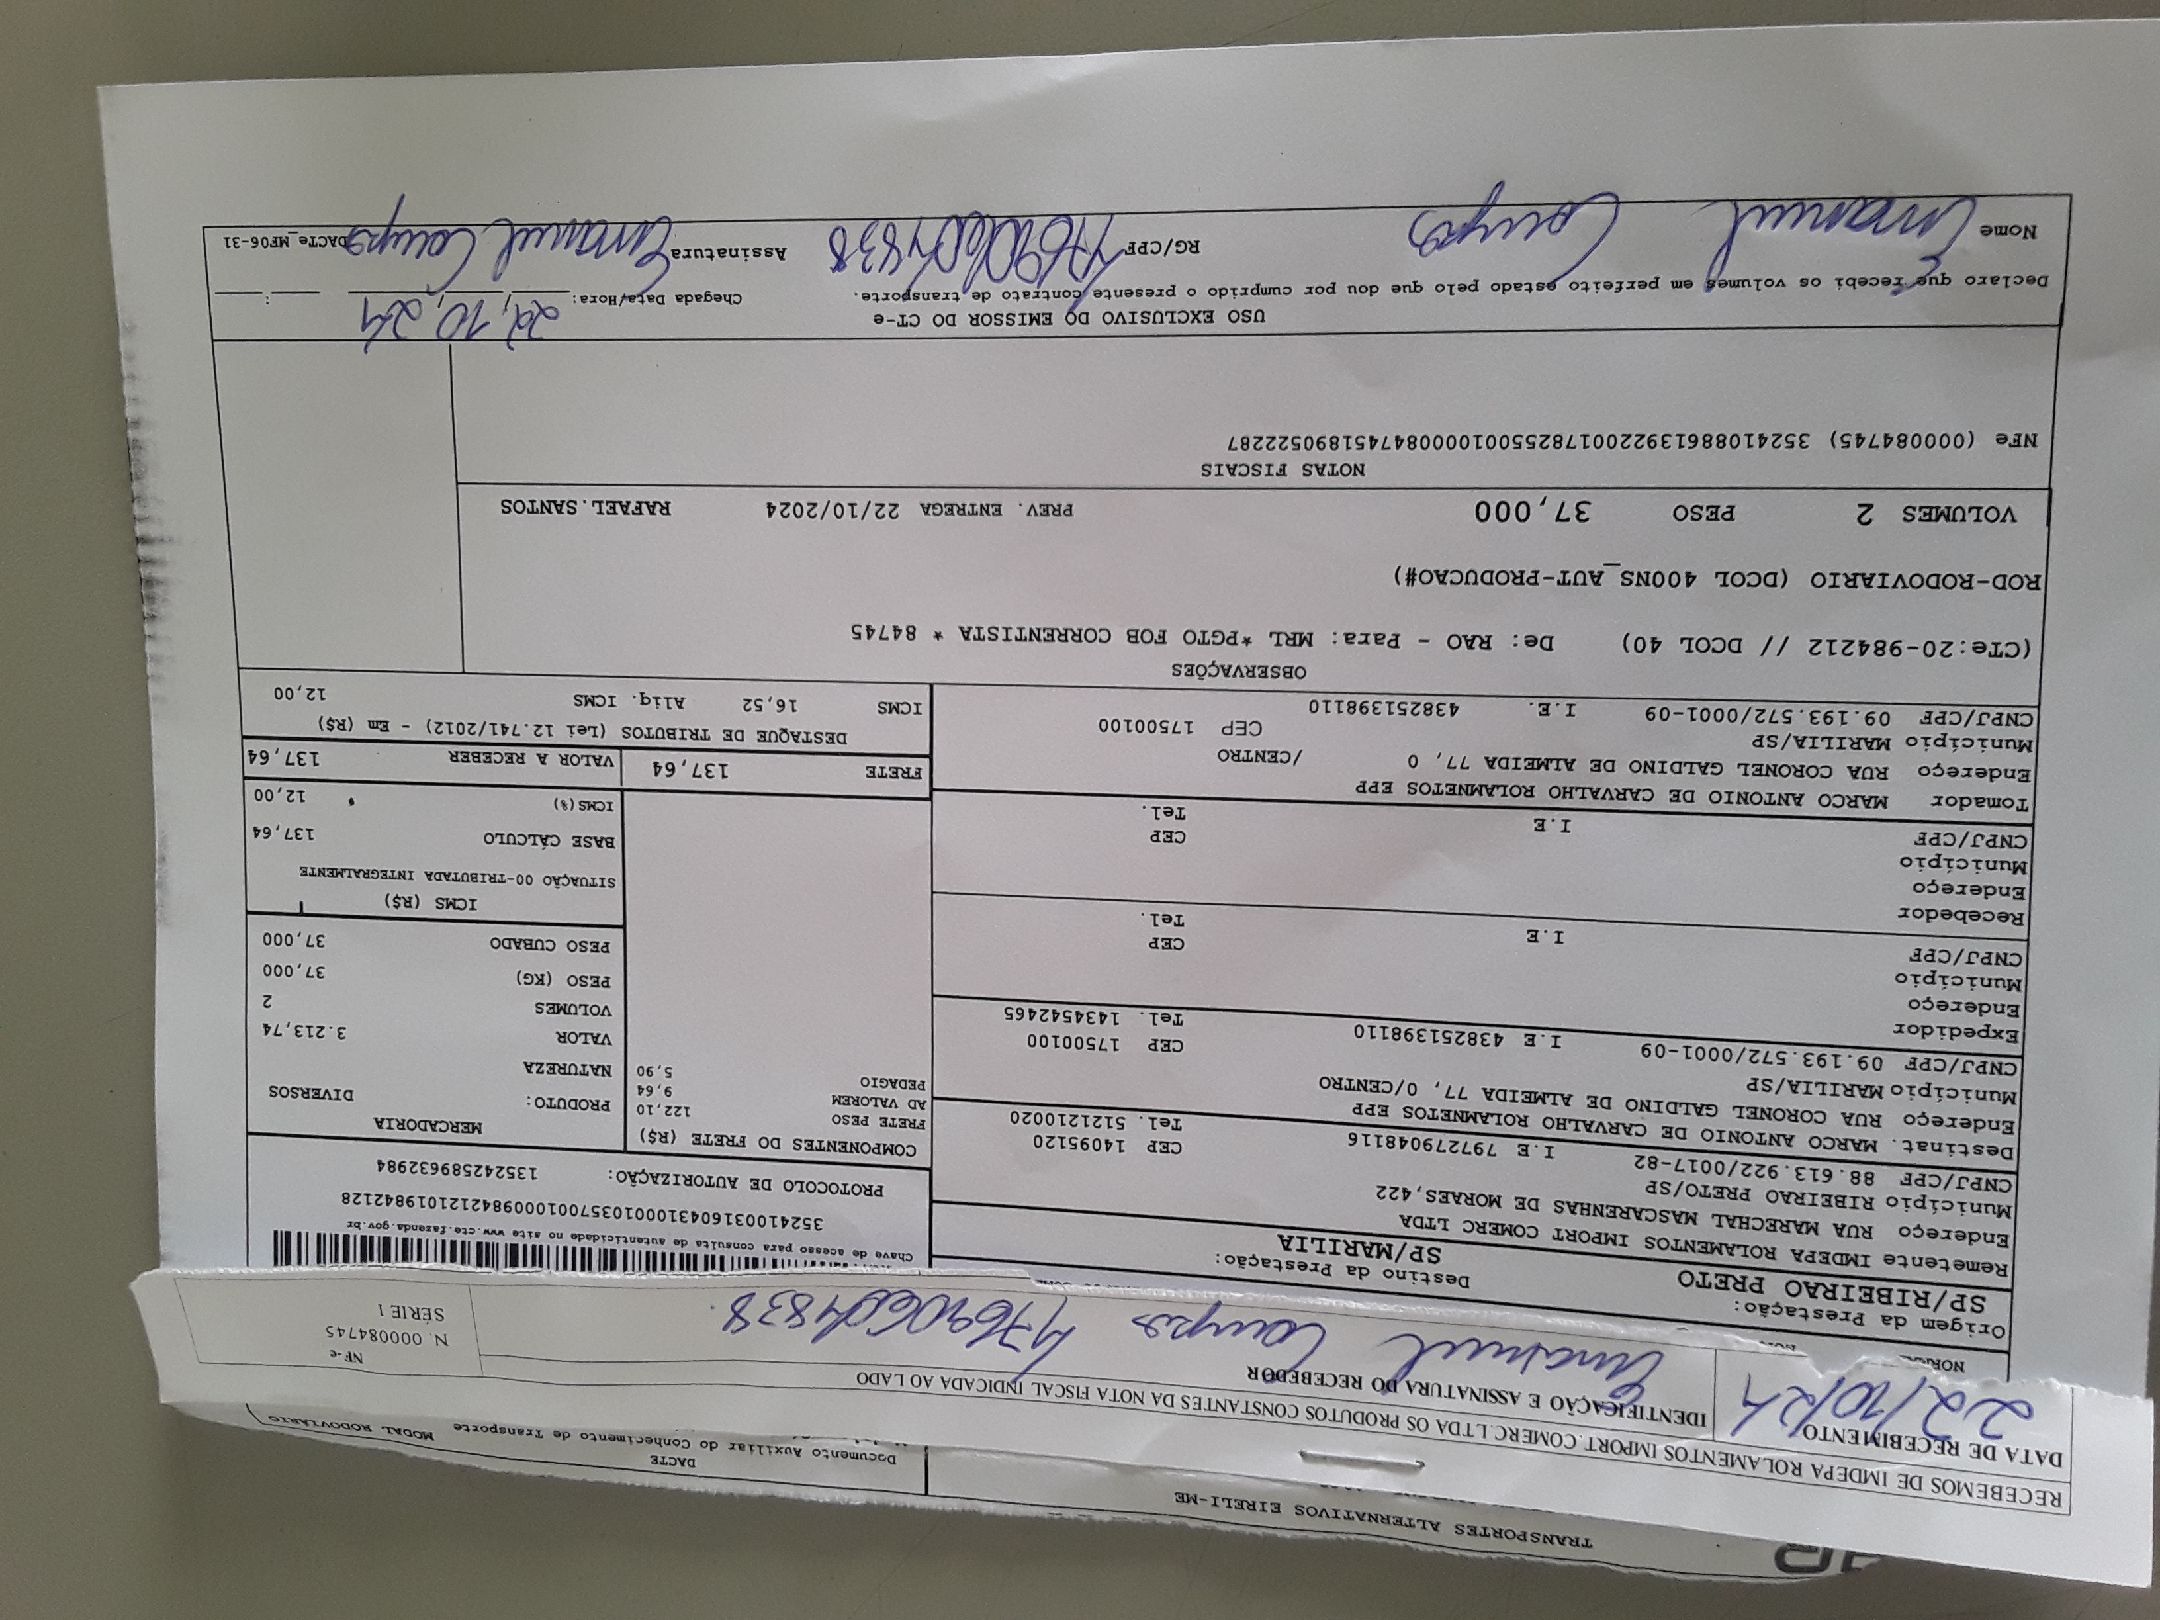 TRANSPORTES ALTERNATIVOS EIRELI-ME
DACTE
Documento Auxiliar do Conhecimento de Transporte MODAL RODOVIÁRIO
RECEBEMOS DE IMDEPA ROLAMENTOS IMPORT. COMERC.LTDA OS PRODUTOS CONSTANTES DA NOTA FISCAL INDICADA AO LADO
DATA DE RECEBIMENTO
22/10/24
IDENTIFICAÇÃO E ASSINATURA DO RECEBEDOR
Emanuel Campos 47690604838
NF-e
N. 000084745
SÉRIE 1
Origem da Prestação:
SP/RIBEIRAO PRETO
Destino da Prestação:
SP/MARILIA
Remetente IMDEPA ROLAMENTOS IMPORT COMERC LTDA
Endereço RUA MARECHAL MASCARENHAS DE MORAES,422
Município RIBEIRAO PRETO/SP CEP 14095120
CNPJ/CPF 88.613.922/0017-82 I.E 797279048116 Tel. 5121210020
Destinat. MARCO ANTONIO DE CARVALHO ROLAMNETOS EPP
Endereço RUA CORONEL GALDINO DE ALMEIDA 77, 0/CENTRO
Município MARILIA/SP CEP 17500100
CNPJ/CPF 09.193.572/0001-09 I.E 438251398110 Tel. 1434542465
Expedidor
Endereço
Município CEP
CNPJ/CPF I.E Tel.
Recebedor
Endereço
Município CEP
CNPJ/CPF I.E Tel.
Tomador MARCO ANTONIO DE CARVALHO ROLAMNETOS EPP
Endereço RUA CORONEL GALDINO DE ALMEIDA 77, 0 /CENTRO
Município MARILIA/SP CEP 17500100
CNPJ/CPF 09.193.572/0001-09 I.E. 438251398110
Chave de acesso para consulta de autenticidade no site www.cte.fazenda.gov.br
35241003160431000103570010009842121019842128
PROTOCOLO DE AUTORIZAÇÃO: 135242589632984
COMPONENTES DO FRETE (R$)
FRETE PESO 122,10
AD VALOREM 9,64
PEDAGIO 5,90
MERCADORIA
PRODUTO: DIVERSOS
NATUREZA
VALOR 3.213,74
VOLUMES 2
PESO (KG) 37,000
PESO CUBADO 37,000
ICMS (R$)
SITUAÇÃO 00-TRIBUTADA INTEGRALMENTE
BASE CÁLCULO 137,64
ICMS(%) 12,00
FRETE 137,64 VALOR A RECEBER 137,64
DESTAQUE DE TRIBUTOS (Lei 12.741/2012) - Em (R$)
ICMS 16,52 Aliq. ICMS 12,00
OBSERVAÇÕES
(CTe:20-984212 // DCOL 40) De: RAO - Para: MRL *PGTO FOB CORRENTISTA * 84745
ROD-RODOVIARIO (DCOL 400NS_AUT-PRODUCAO#)
VOLUMES 2 PESO 37,000 PREV. ENTREGA 22/10/2024 RAFAEL.SANTOS
NOTAS FISCAIS
NFe (000084745) 35241088613922001782550010000847451890522287
USO EXCLUSIVO DO EMISSOR DO CT-e
Declaro que recebi os volumes em perfeito estado pelo que dou por cumprido o presente contrato de transporte. Chegada Data/Hora: 22,10,24 __:__
Nome Emanuel Campos RG/CPF 47690604838 Assinatura Emanuel Campos DACTe_MF06-31